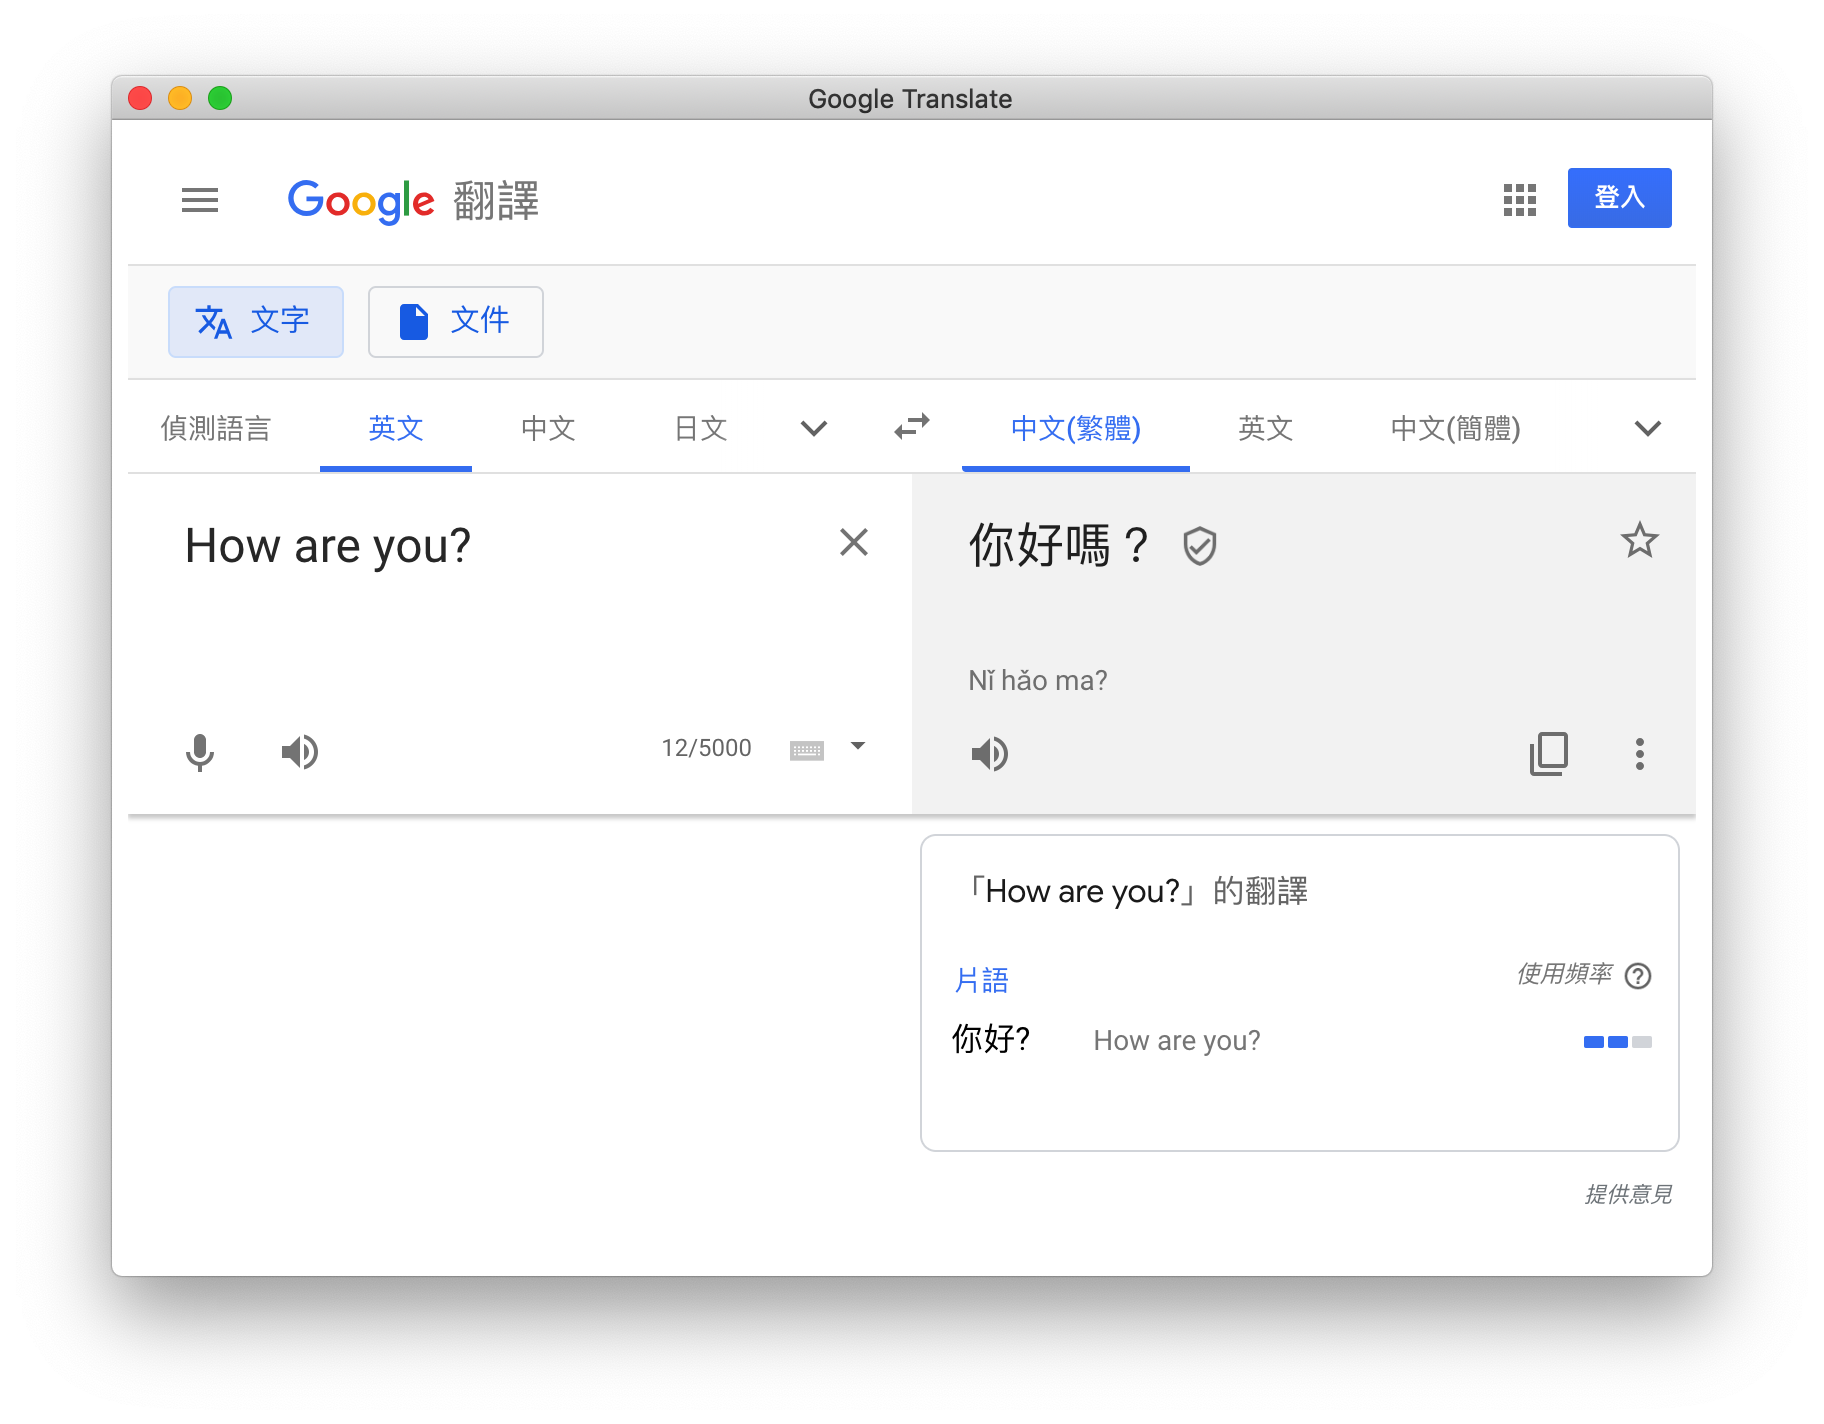 Google Translate
Google 翻譯
登入
文字 文件
偵測語言 英文 中文 日文 中文(繁體) 英文 中文(簡體)
How are you?
你好嗎？
Nǐ hǎo ma?
12/5000
「How are you?」的翻譯
片語 使用頻率
你好? How are you?
提供意見